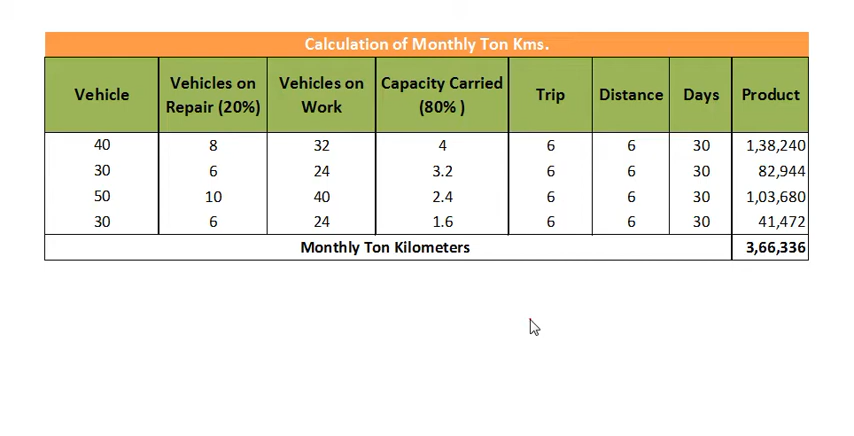 Calculation of Monthly Ton Kms.
Vehicle Vehicles on Repair (20%) Vehicles on Work Capacity Carried (80% ) Trip Distance Days Product
40 8 32 4 6 6 30 1,38,240
30 6 24 3.2 6 6 30 82,944
50 10 40 2.4 6 6 30 1,03,680
30 6 24 1.6 6 6 30 41,472
Monthly Ton Kilometers 3,66,336